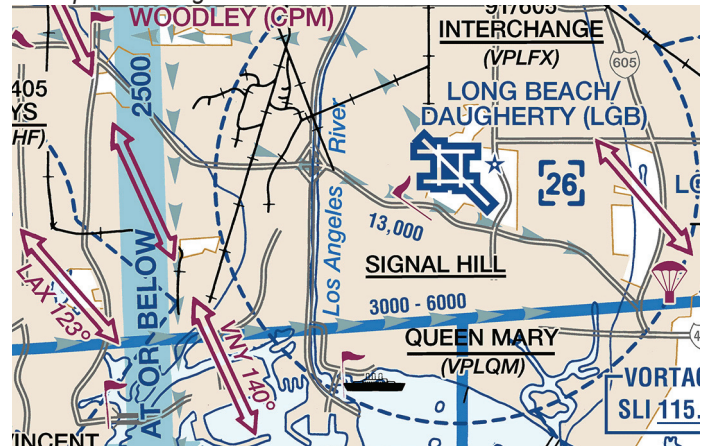 WOODLEY (CPM)
91/605
INTERCHANGE
(VPLFX)
605
405
YS
HF)
2500
LONG BEACH/
DAUGHERTY (LGB)
26
Los Angeles River
13,000
SIGNAL HILL
LAX 123°
AT OR BELOW
3000 - 6000
VNY 140°
QUEEN MARY
(VPLQM)
VORTAC
SLI 115.
INCENT